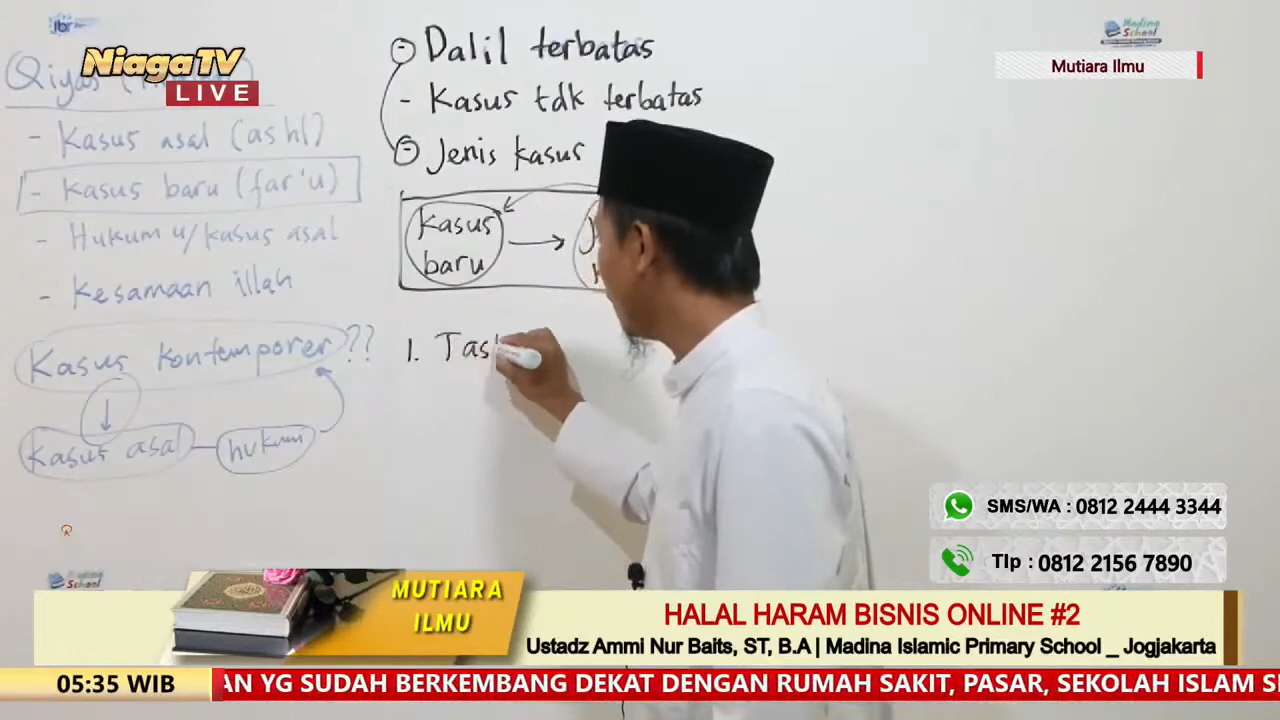 NiagaTV
LIVE
Mutiara Ilmu
- Kasus asal (ashl)
- Kasus baru (far'u)
- Hukum u/kasus asal
- Kesamaan illah
Kasus kontemporer ??
Kasus asal
hukum
- Dalil terbatas
- Kasus tdk terbatas
- Jenis kasus
Kasus
baru
1. Tas
SMS/WA : 0812 2444 3344
Tlp : 0812 2156 7890
MUTIARA
ILMU
HALAL HARAM BISNIS ONLINE #2
Ustadz Ammi Nur Baits, ST, B.A | Madina Islamic Primary School _ Jogjakarta
05:35 WIB
AN YG SUDAH BERKEMBANG DEKAT DENGAN RUMAH SAKIT, PASAR, SEKOLAH ISLAM